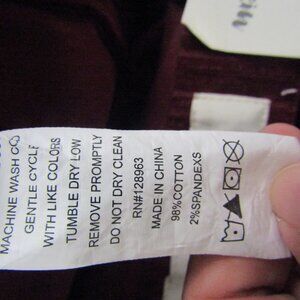 MACHINE WASH COLD
GENTLE CYCLE
WITH LIKE COLORS
TUMBLE DRY LOW
REMOVE PROMPTLY
DO NOT DRY CLEAN
RN#128963
MADE IN CHINA
98%COTTON
2%SPANDEXS